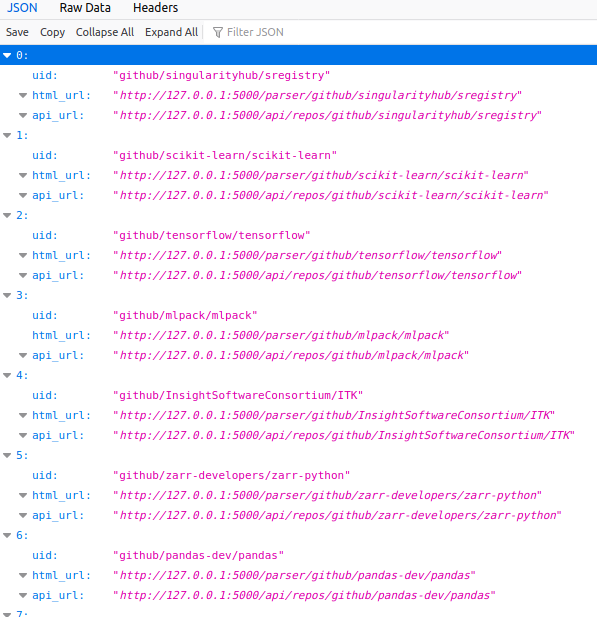 JSON Raw Data Headers
Save Copy Collapse All Expand All Filter JSON
0:
uid: "github/singularityhub/sregistry"
html_url: "http://127.0.0.1:5000/parser/github/singularityhub/sregistry"
api_url: "http://127.0.0.1:5000/api/repos/github/singularityhub/sregistry"
1:
uid: "github/scikit-learn/scikit-learn"
html_url: "http://127.0.0.1:5000/parser/github/scikit-learn/scikit-learn"
api_url: "http://127.0.0.1:5000/api/repos/github/scikit-learn/scikit-learn"
2:
uid: "github/tensorflow/tensorflow"
html_url: "http://127.0.0.1:5000/parser/github/tensorflow/tensorflow"
api_url: "http://127.0.0.1:5000/api/repos/github/tensorflow/tensorflow"
3:
uid: "github/mlpack/mlpack"
html_url: "http://127.0.0.1:5000/parser/github/mlpack/mlpack"
api_url: "http://127.0.0.1:5000/api/repos/github/mlpack/mlpack"
4:
uid: "github/InsightSoftwareConsortium/ITK"
html_url: "http://127.0.0.1:5000/parser/github/InsightSoftwareConsortium/ITK"
api_url: "http://127.0.0.1:5000/api/repos/github/InsightSoftwareConsortium/ITK"
5:
uid: "github/zarr-developers/zarr-python"
html_url: "http://127.0.0.1:5000/parser/github/zarr-developers/zarr-python"
api_url: "http://127.0.0.1:5000/api/repos/github/zarr-developers/zarr-python"
6:
uid: "github/pandas-dev/pandas"
html_url: "http://127.0.0.1:5000/parser/github/pandas-dev/pandas"
api_url: "http://127.0.0.1:5000/api/repos/github/pandas-dev/pandas"
7: